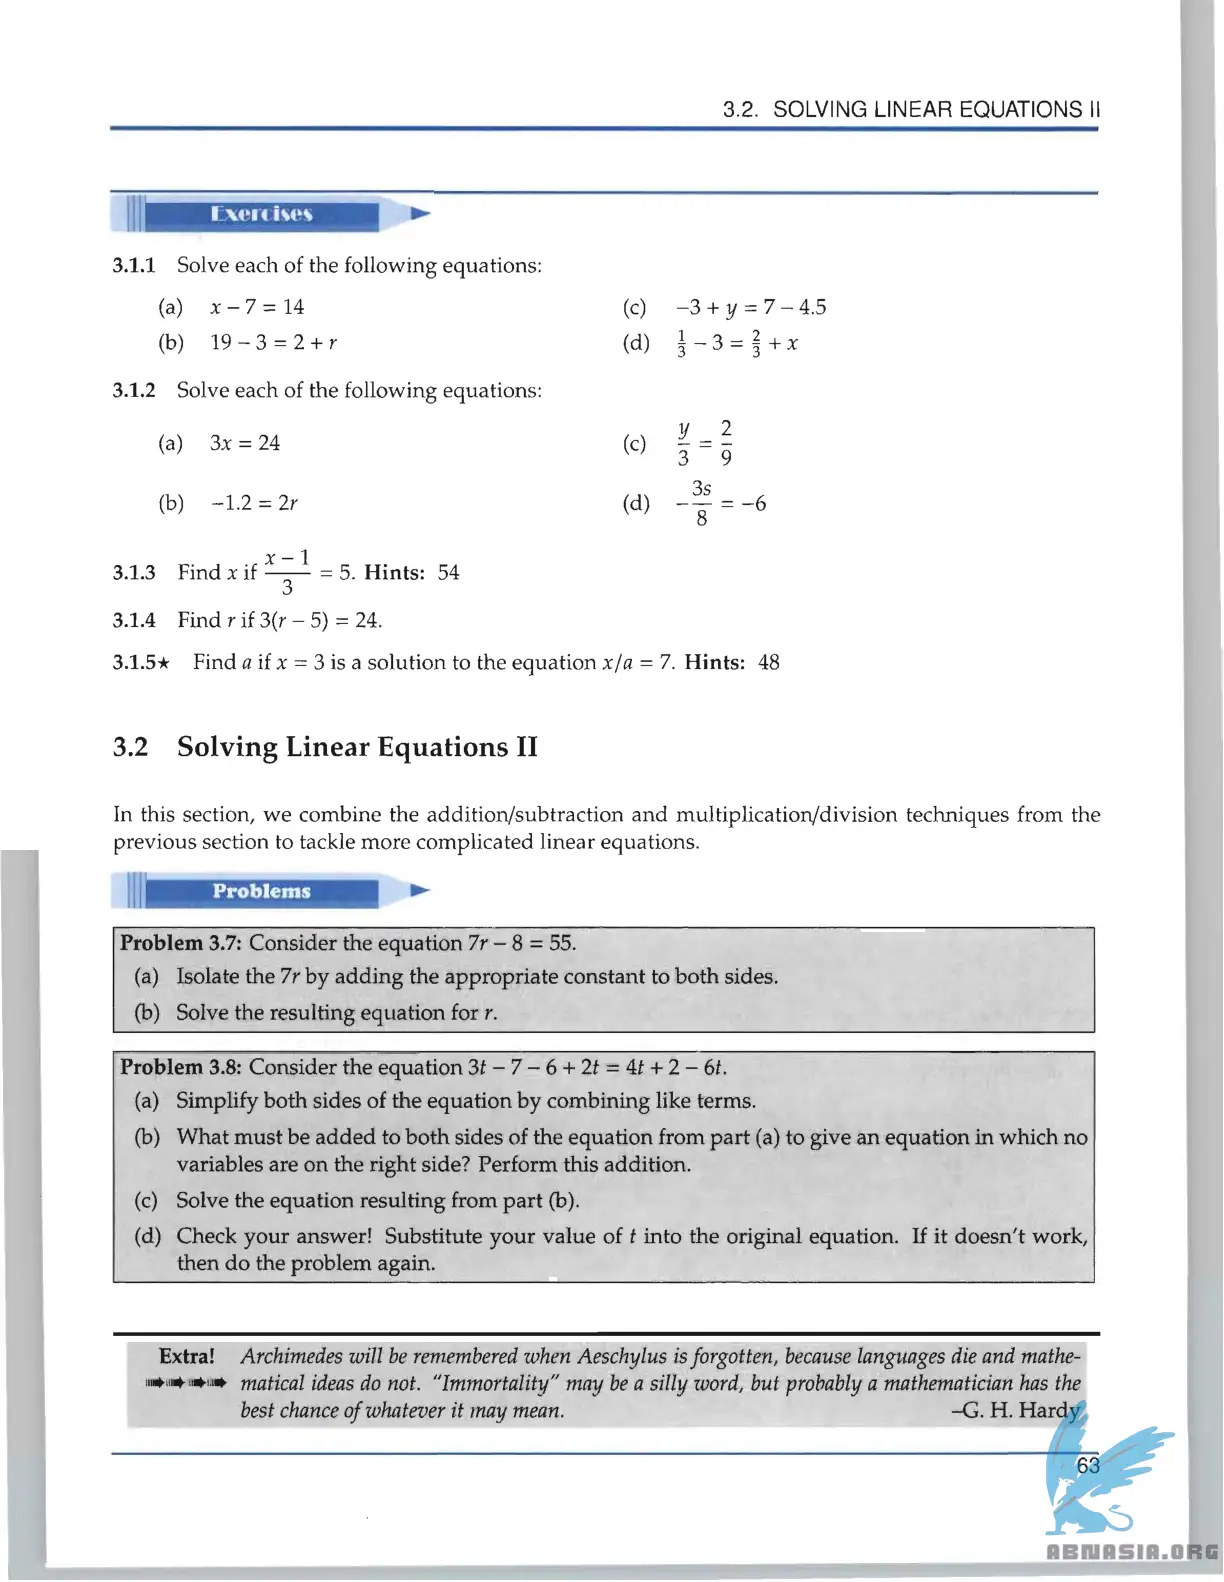 3.2. SOLVING LINEAR EQUATIONS II
Exercises
3.1.1 Solve each of the following equations:
(a) x − 7 = 14
(b) 19 − 3 = 2 + r
(c) −3 + y = 7 − 4.5
(d) 1/3 − 3 = 2/3 + x
3.1.2 Solve each of the following equations:
(a) 3x = 24
(b) −1.2 = 2r
(c) y/3 = 2/9
(d) −3s/8 = −6
3.1.3 Find x if (x − 1)/3 = 5. Hints: 54
3.1.4 Find r if 3(r − 5) = 24.
3.1.5★ Find a if x = 3 is a solution to the equation x/a = 7. Hints: 48
3.2 Solving Linear Equations II
In this section, we combine the addition/subtraction and multiplication/division techniques from the
previous section to tackle more complicated linear equations.
Problems
Problem 3.7: Consider the equation 7r − 8 = 55.
(a) Isolate the 7r by adding the appropriate constant to both sides.
(b) Solve the resulting equation for r.
Problem 3.8: Consider the equation 3t − 7 − 6 + 2t = 4t + 2 − 6t.
(a) Simplify both sides of the equation by combining like terms.
(b) What must be added to both sides of the equation from part (a) to give an equation in which no
variables are on the right side? Perform this addition.
(c) Solve the equation resulting from part (b).
(d) Check your answer! Substitute your value of t into the original equation. If it doesn't work,
then do the problem again.
Extra! Archimedes will be remembered when Aeschylus is forgotten, because languages die and mathe-
matical ideas do not. "Immortality" may be a silly word, but probably a mathematician has the
best chance of whatever it may mean. –G. H. Hardy
63
ABNASIA.ORG